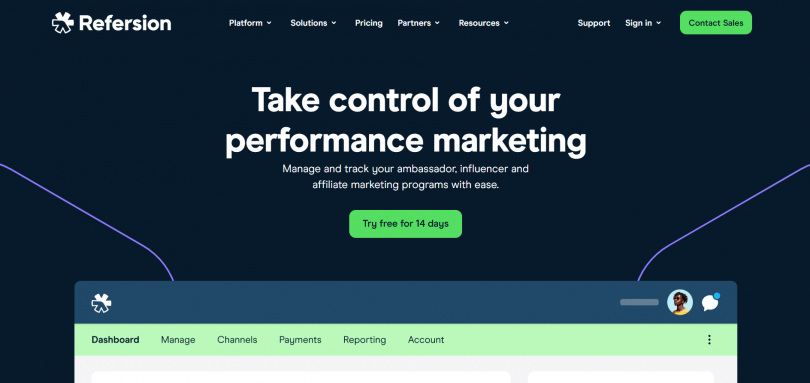 Refersion
Platform
Solutions
Pricing
Partners
Resources
Support
Sign in
Contact Sales
Take control of your
performance marketing
Manage and track your ambassador, influencer and
affiliate marketing programs with ease.
Try free for 14 days
Dashboard
Manage
Channels
Payments
Reporting
Account